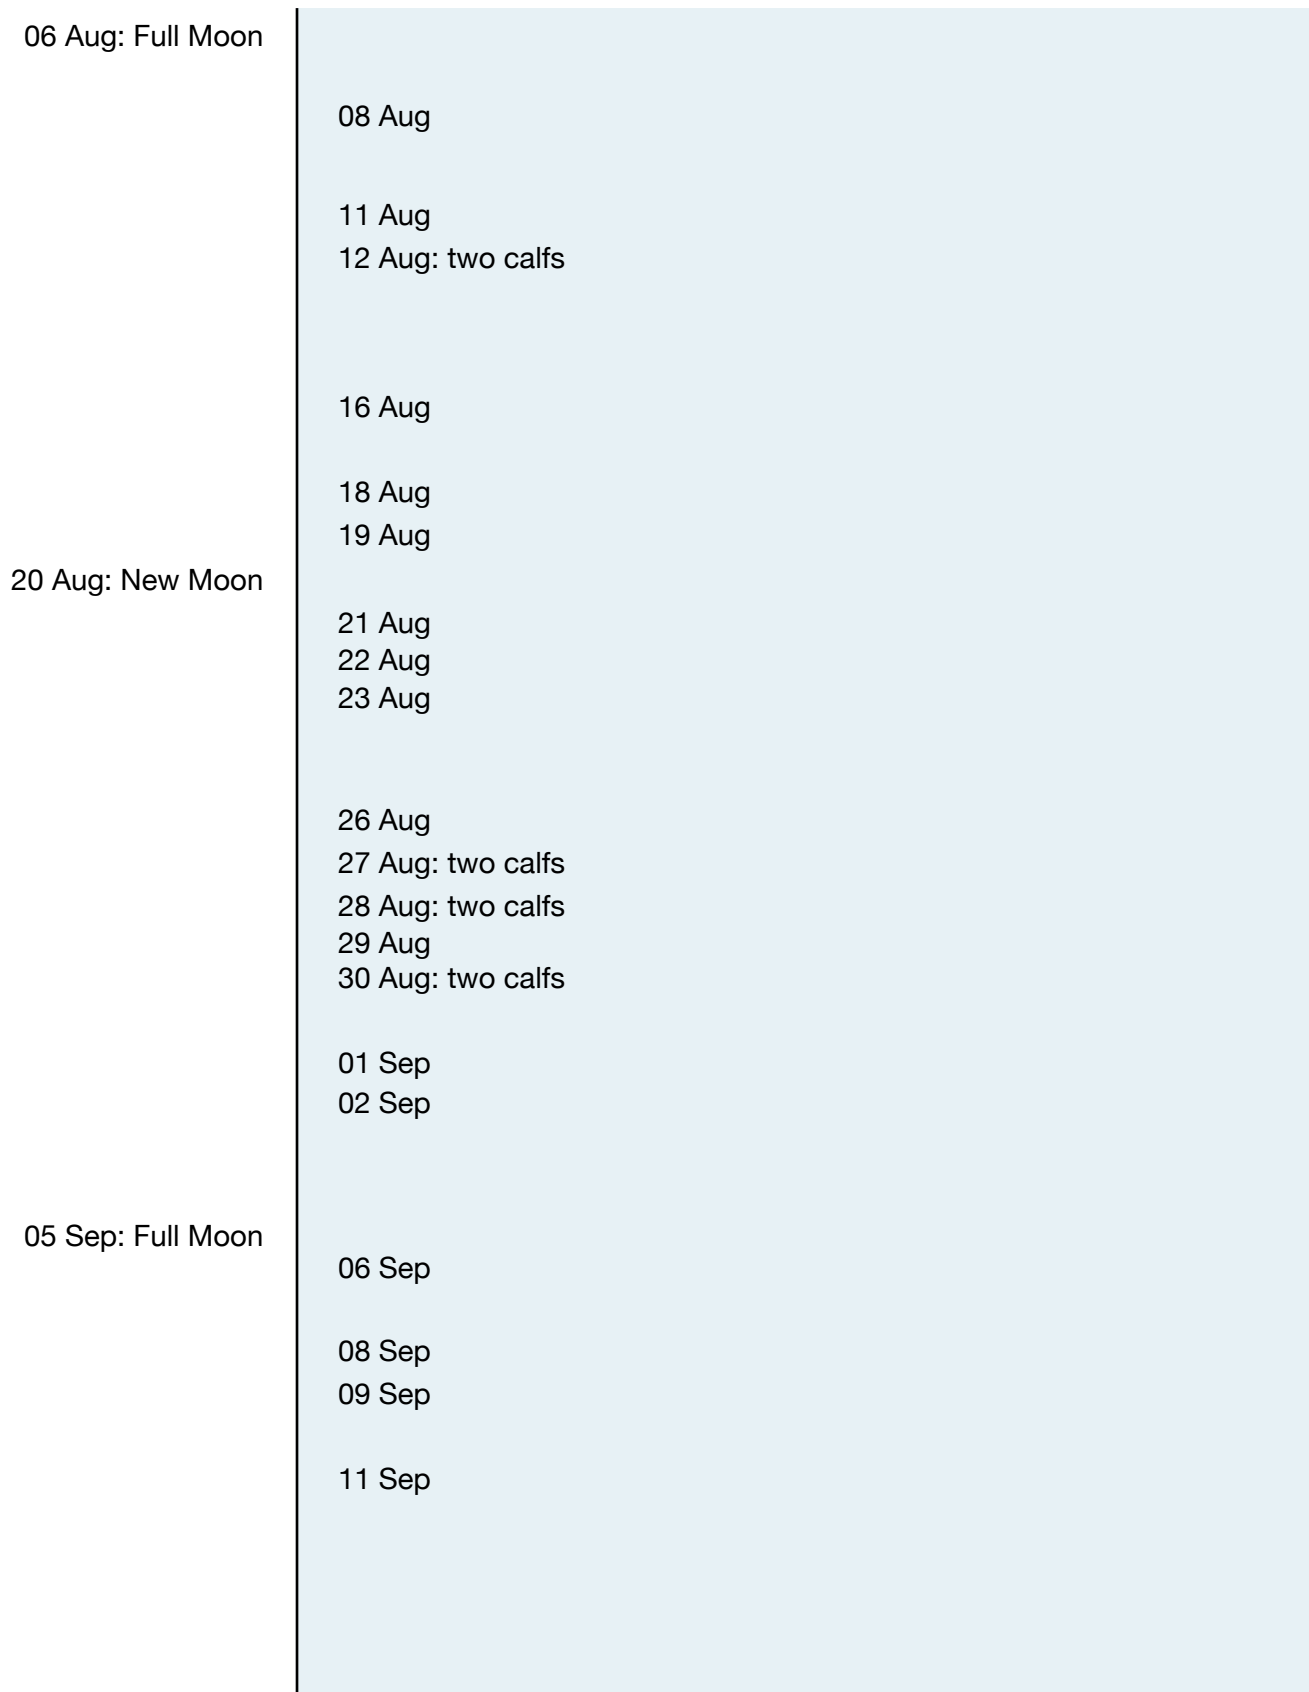 06 Aug: Full Moon
08 Aug
11 Aug
12 Aug: two calfs
16 Aug
18 Aug
19 Aug
20 Aug: New Moon
21 Aug
22 Aug
23 Aug
26 Aug
27 Aug: two calfs
28 Aug: two calfs
29 Aug
30 Aug: two calfs
01 Sep
02 Sep
05 Sep: Full Moon
06 Sep
08 Sep
09 Sep
11 Sep